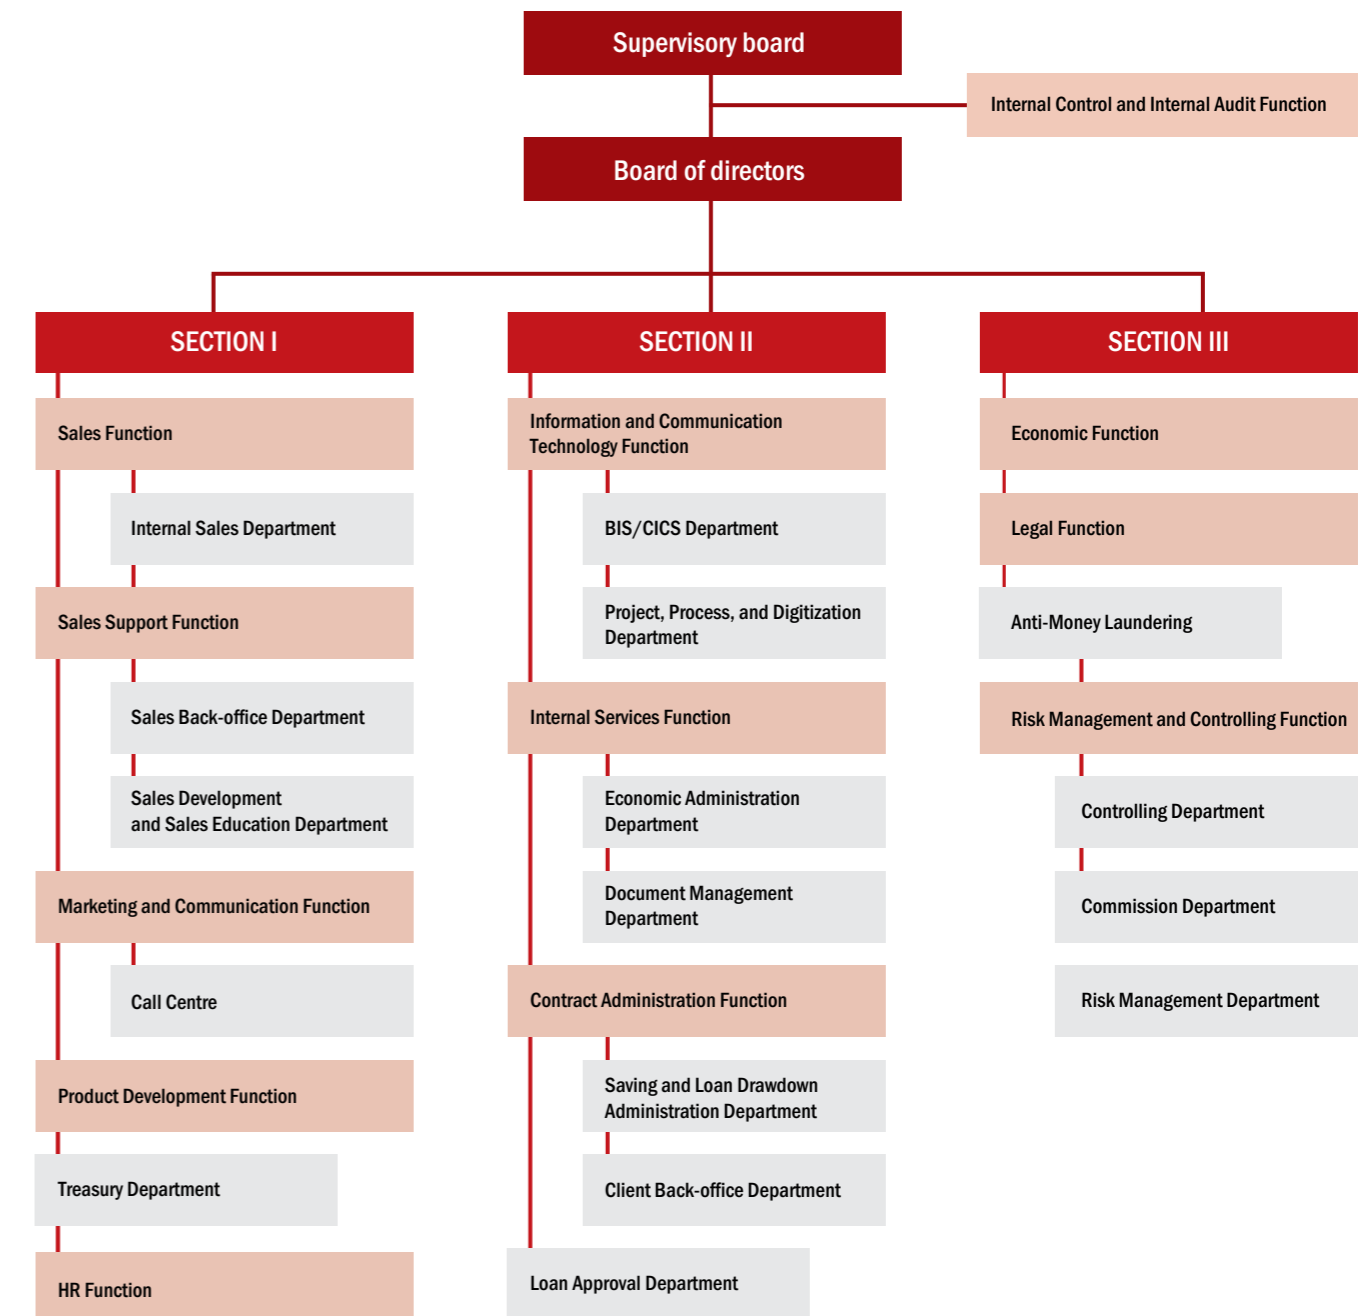 Supervisory board
Internal Control and Internal Audit Function
Board of directors
SECTION I
Sales Function
Internal Sales Department
Sales Support Function
Sales Back-office Department
Sales Development
and Sales Education Department
Marketing and Communication Function
Call Centre
Product Development Function
Treasury Department
HR Function
SECTION II
Information and Communication
Technology Function
BIS/CICS Department
Project, Process, and Digitization
Department
Internal Services Function
Economic Administration
Department
Document Management
Department
Contract Administration Function
Saving and Loan Drawdown
Administration Department
Client Back-office Department
Loan Approval Department
SECTION III
Economic Function
Legal Function
Anti-Money Laundering
Risk Management and Controlling Function
Controlling Department
Commission Department
Risk Management Department